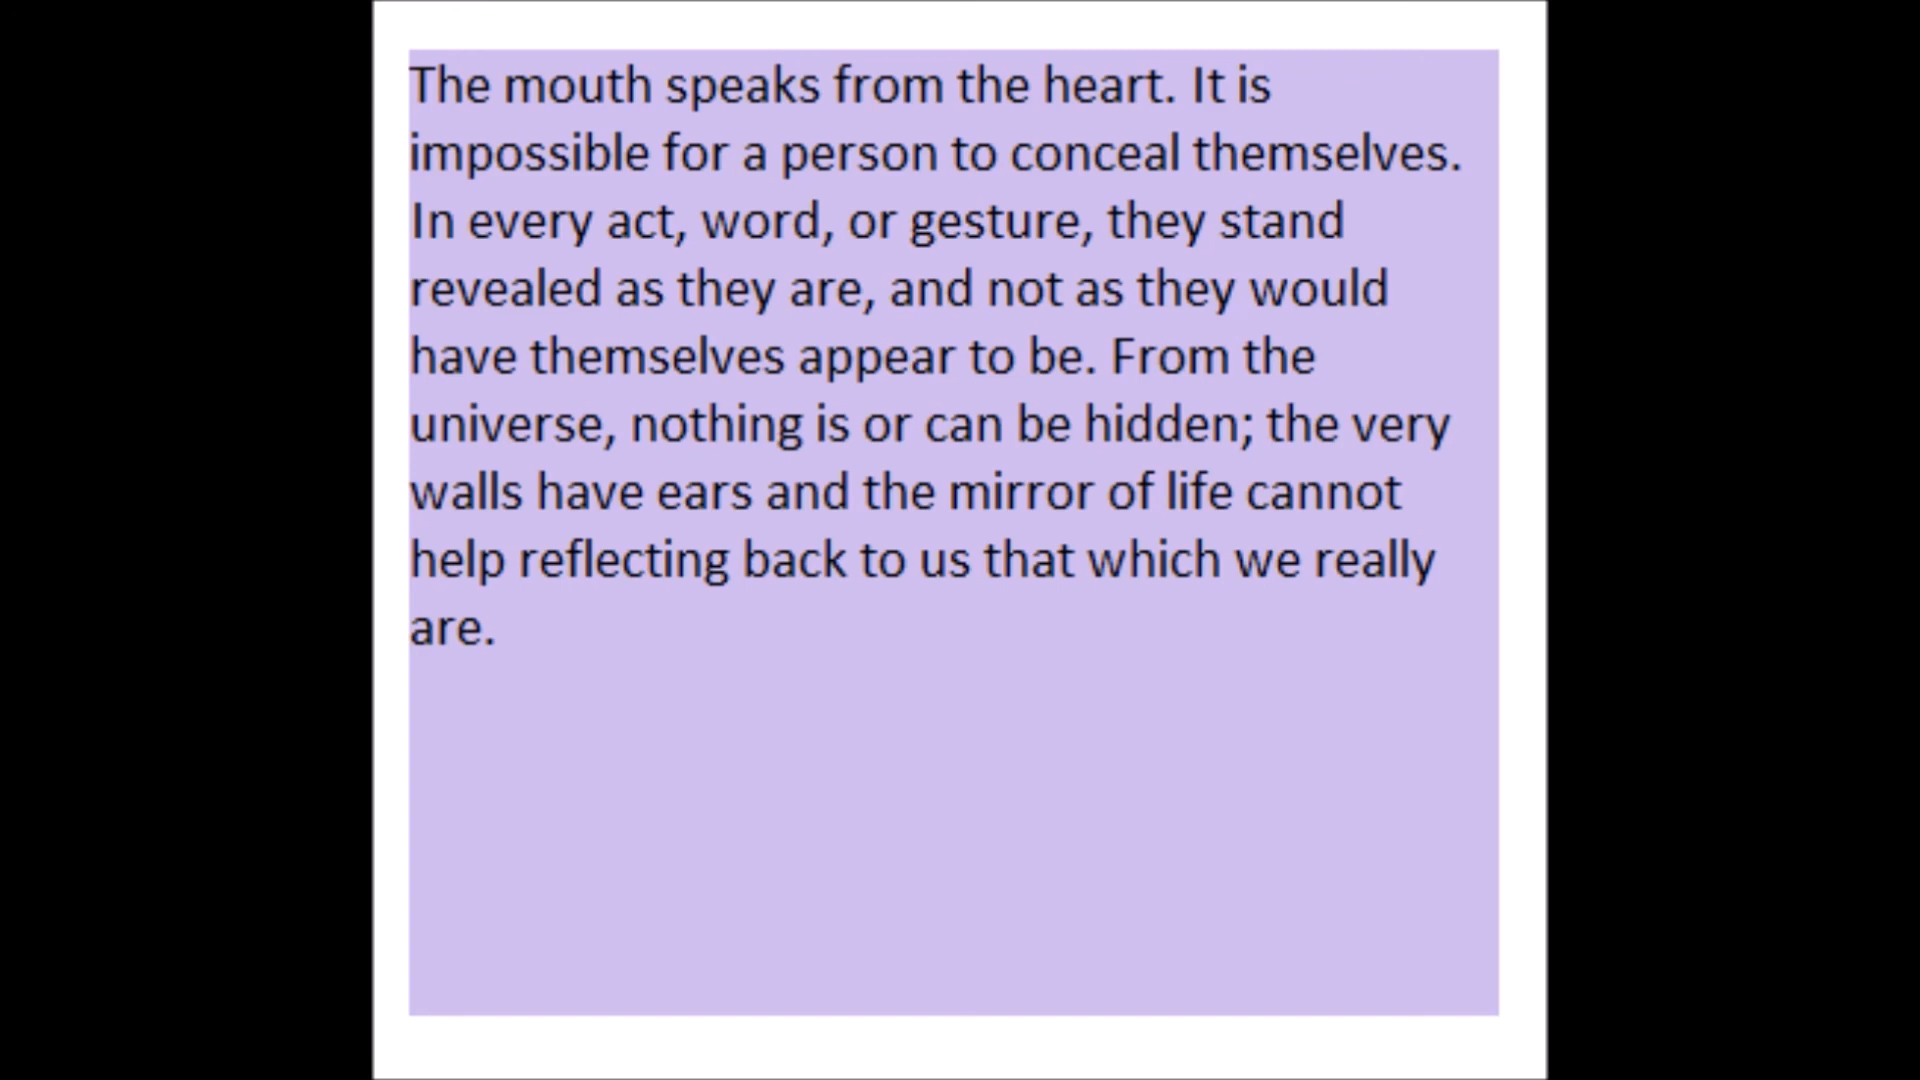 The mouth speaks from the heart. It is
impossible for a person to conceal themselves.
In every act, word, or gesture, they stand
revealed as they are, and not as they would
have themselves appear to be. From the
universe, nothing is or can be hidden; the very
walls have ears and the mirror of life cannot
help reflecting back to us that which we really
are.